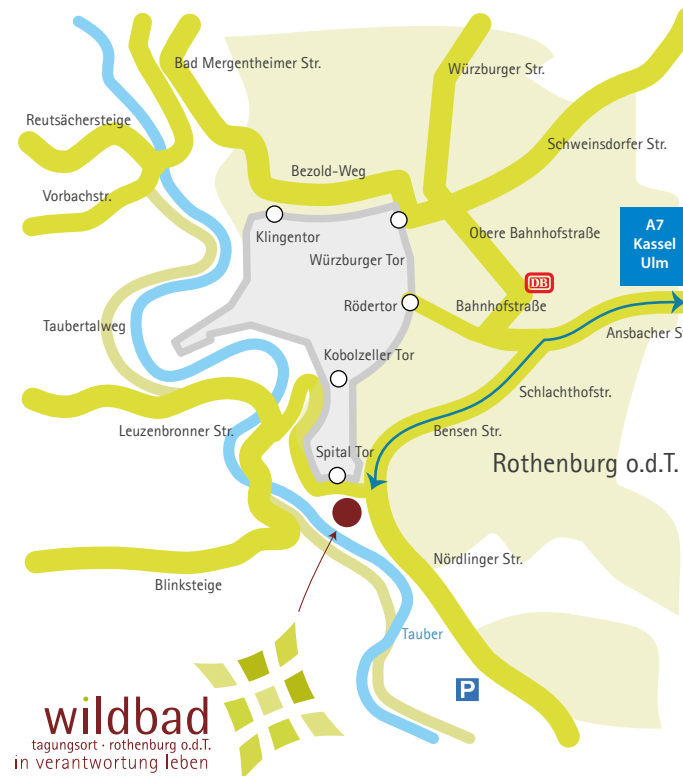 Bad Mergentheimer Str.
Würzburger Str.
Reutsächersteige
Schweinsdorfer Str.
Bezold-Weg
Vorbachstr.
A7
Kassel
Ulm
Klingentor
Obere Bahnhofstraße
Würzburger Tor
DB
Rödertor
Bahnhofstraße
Taubertalweg
Ansbacher S
Kobolzeller Tor
Schlachthofstr.
Leuzenbronner Str.
Bensen Str.
Spital Tor
Rothenburg o.d.T.
Nördlinger Str.
Blinksteige
Tauber
P
wildbad
tagungsort · rothenburg o.d.T.
in verantwortung leben